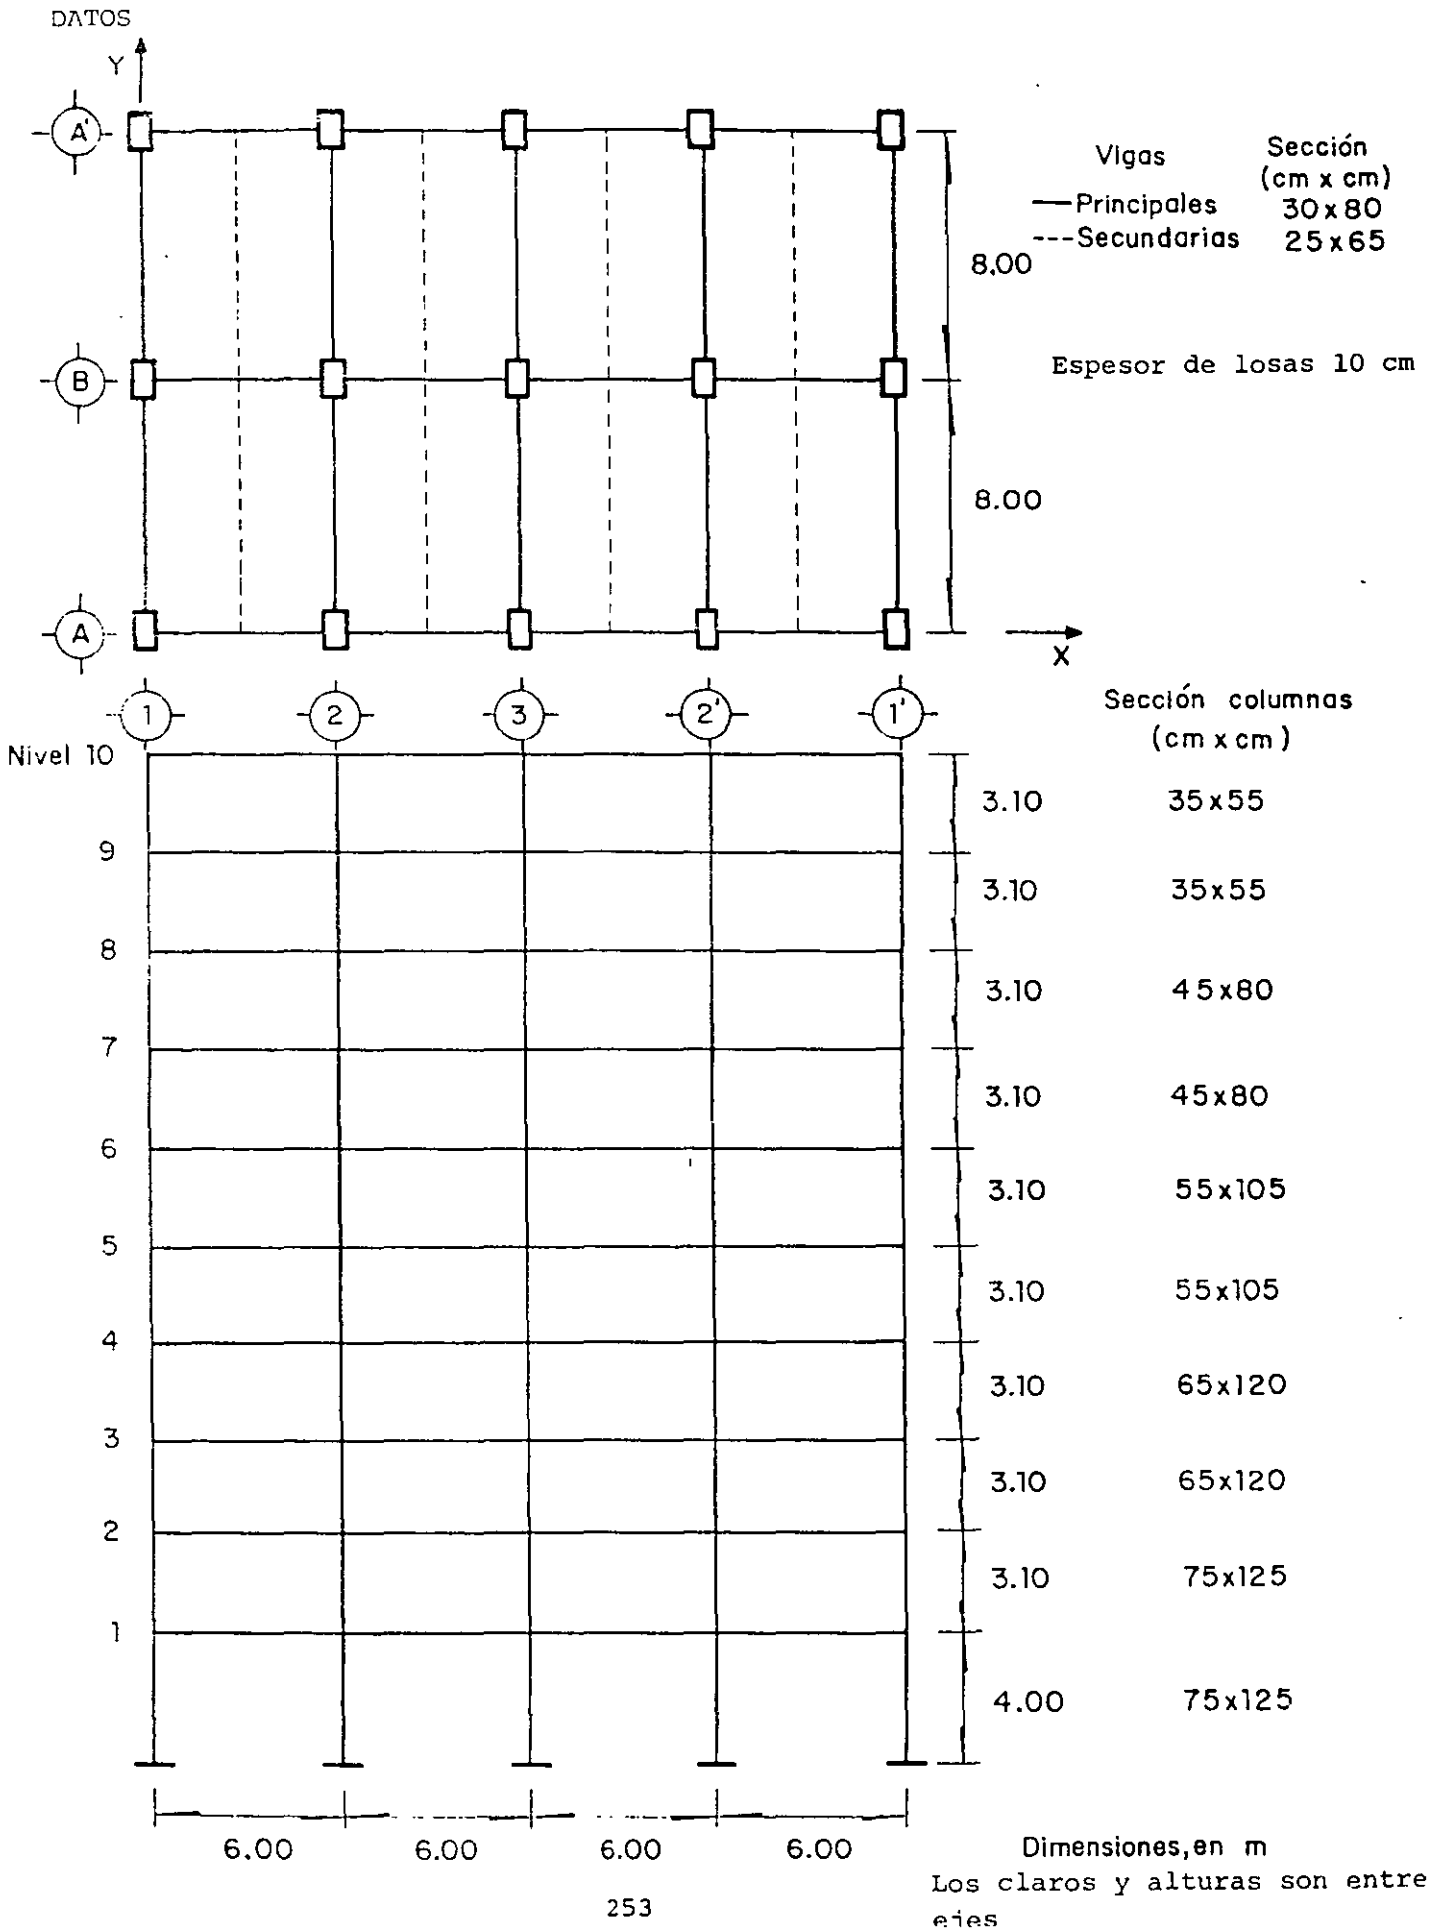 DATOS
Y
A'
Vigas Sección
(cm x cm)
Principales 30x80
Secundarias 25x65
8.00
B
Espesor de losas 10 cm
8.00
A
X
1 2 3 2' 1'
Sección columnas
(cm x cm)
Nivel 10
3.10 35x55
9
3.10 35x55
8
3.10 45x80
7
3.10 45x80
6
3.10 55x105
5
3.10 55x105
4
3.10 65x120
3
3.10 65x120
2
3.10 75x125
1
4.00 75x125
6.00 6.00 6.00 6.00
Dimensiones, en m
Los claros y alturas son entre
ejes
253